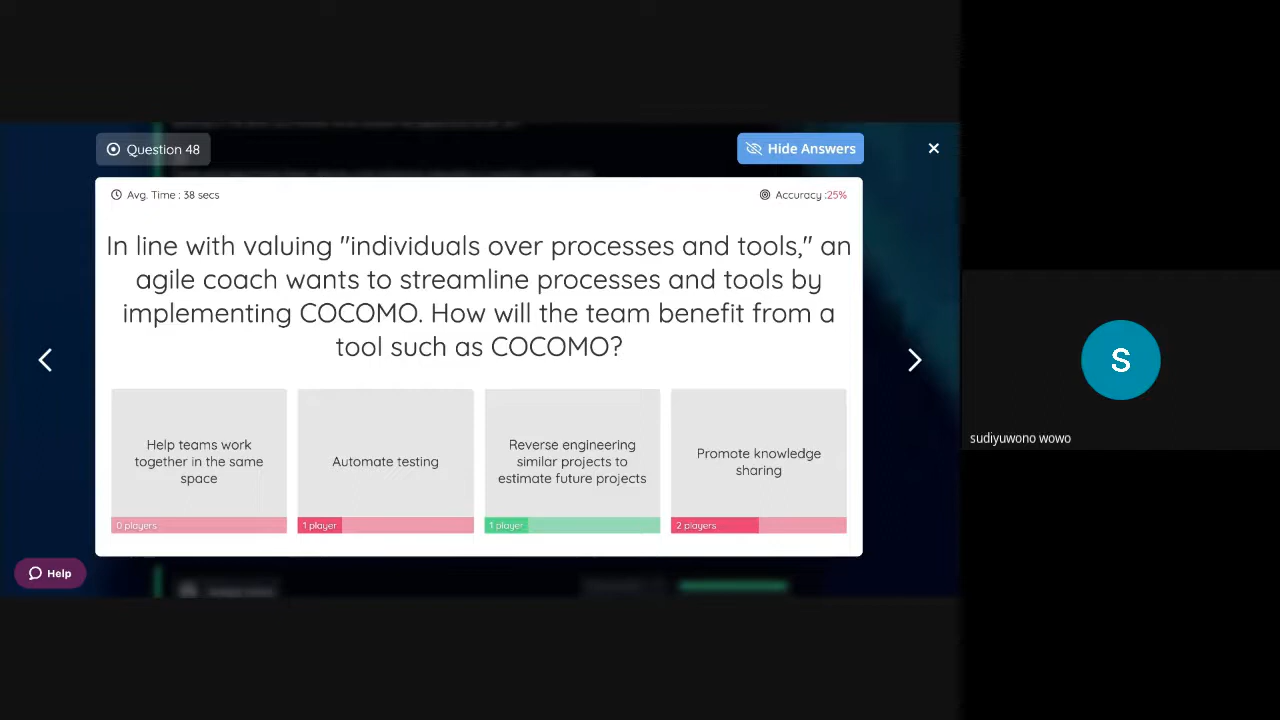 Question 48
Hide Answers
Avg. Time : 38 secs
Accuracy :25%
In line with valuing "individuals over processes and tools," an
agile coach wants to streamline processes and tools by
implementing COCOMO. How will the team benefit from a
tool such as COCOMO?
Help teams work
together in the same
space
0 players
Automate testing
1 player
Reverse engineering
similar projects to
estimate future projects
1 player
Promote knowledge
sharing
2 players
Help
S
sudiyuwono wowo